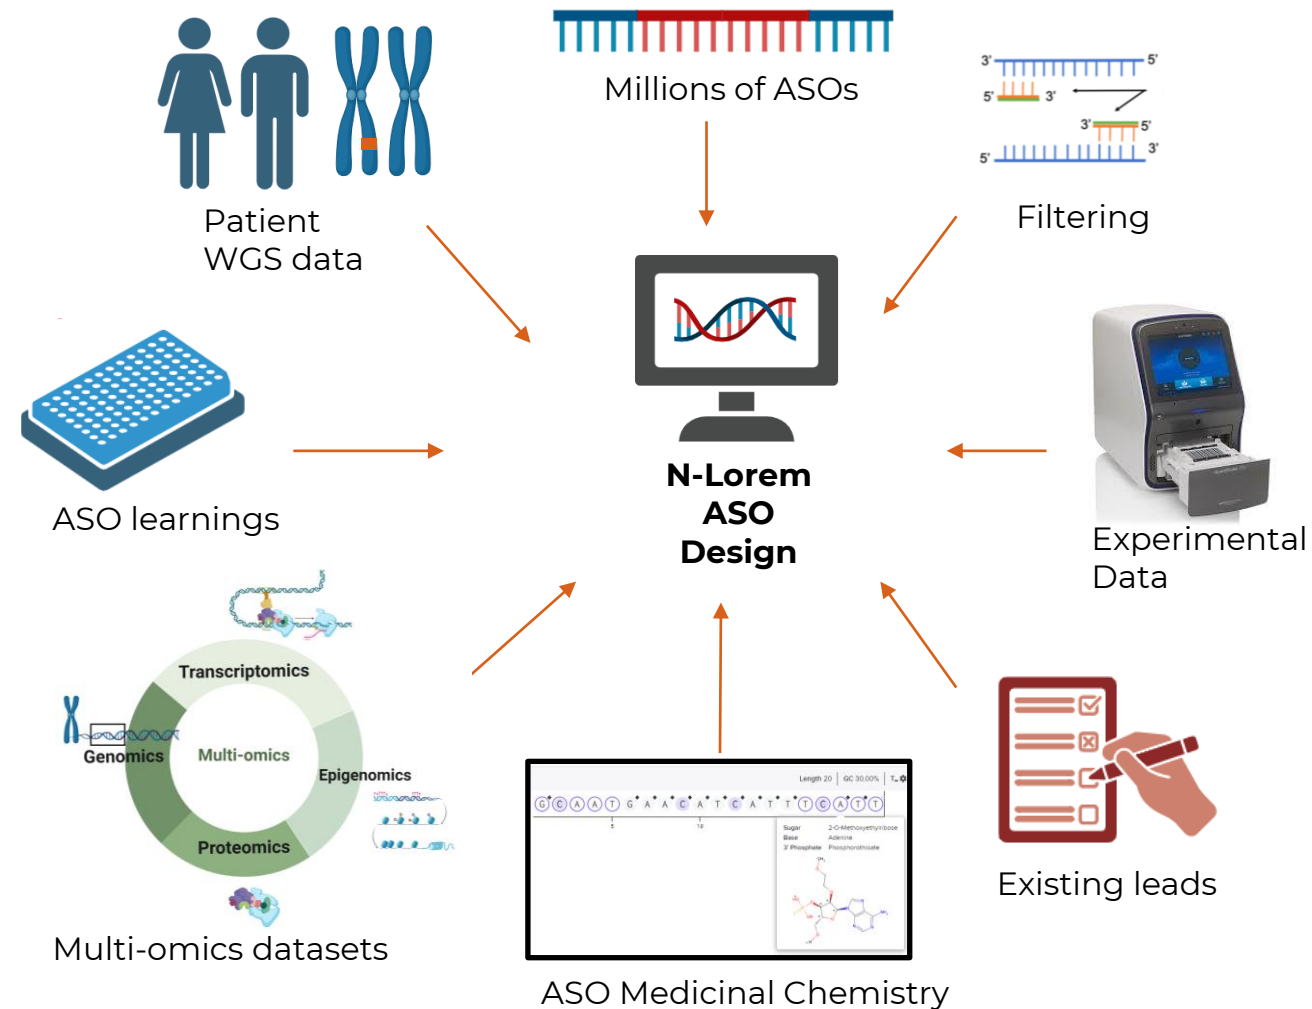 Millions of ASOs
3' 5'
5' 3'
3' 5'
5' 3'
Patient
WGS data
Filtering
N-Lorem
ASO
Design
ASO learnings
Experimental
Data
Transcriptomics
Genomics
Multi-omics
Epigenomics
Proteomics
Multi-omics datasets
Length 20 GC 30.00%
G C A A T G A A C A T C A T T T C A T T
5 10
Sugar 2-O-Methoxyethylribose
Base Adenine
3' Phosphate Phosphorothioate
Existing leads
ASO Medicinal Chemistry